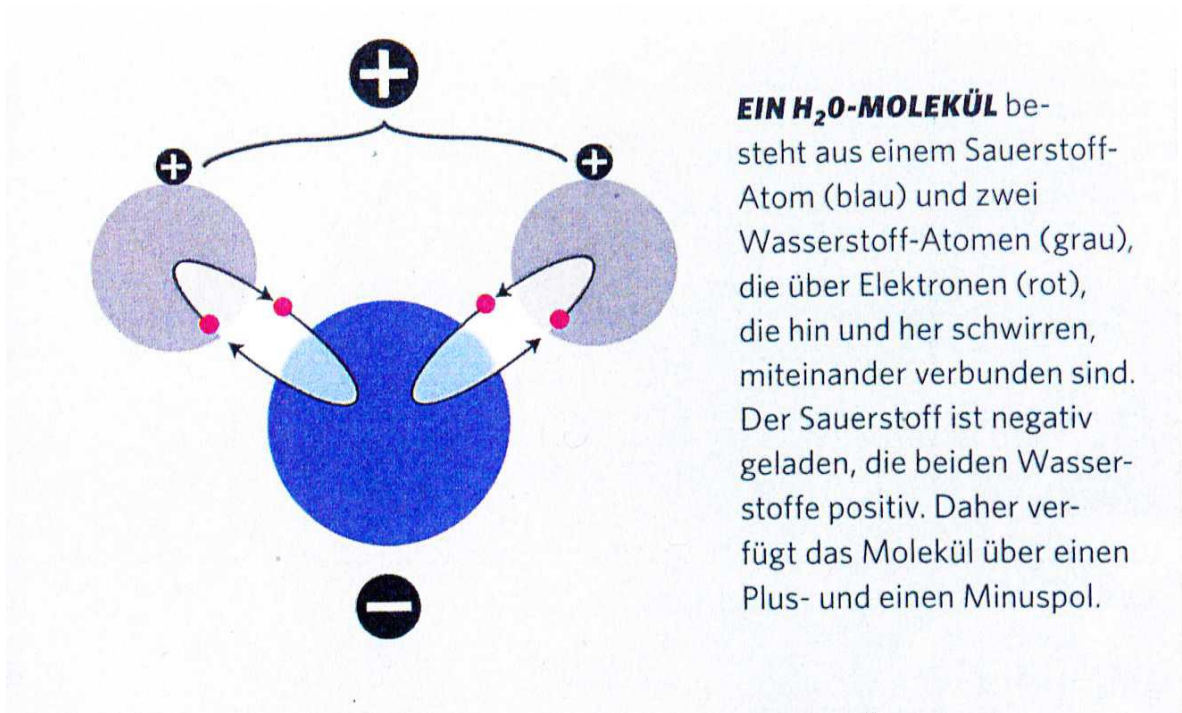 EIN H₂O-MOLEKÜL be-
steht aus einem Sauerstoff-
Atom (blau) und zwei
Wasserstoff-Atomen (grau),
die über Elektronen (rot),
die hin und her schwirren,
miteinander verbunden sind.
Der Sauerstoff ist negativ
geladen, die beiden Wasser-
stoffe positiv. Daher ver-
fügt das Molekül über einen
Plus- und einen Minuspol.